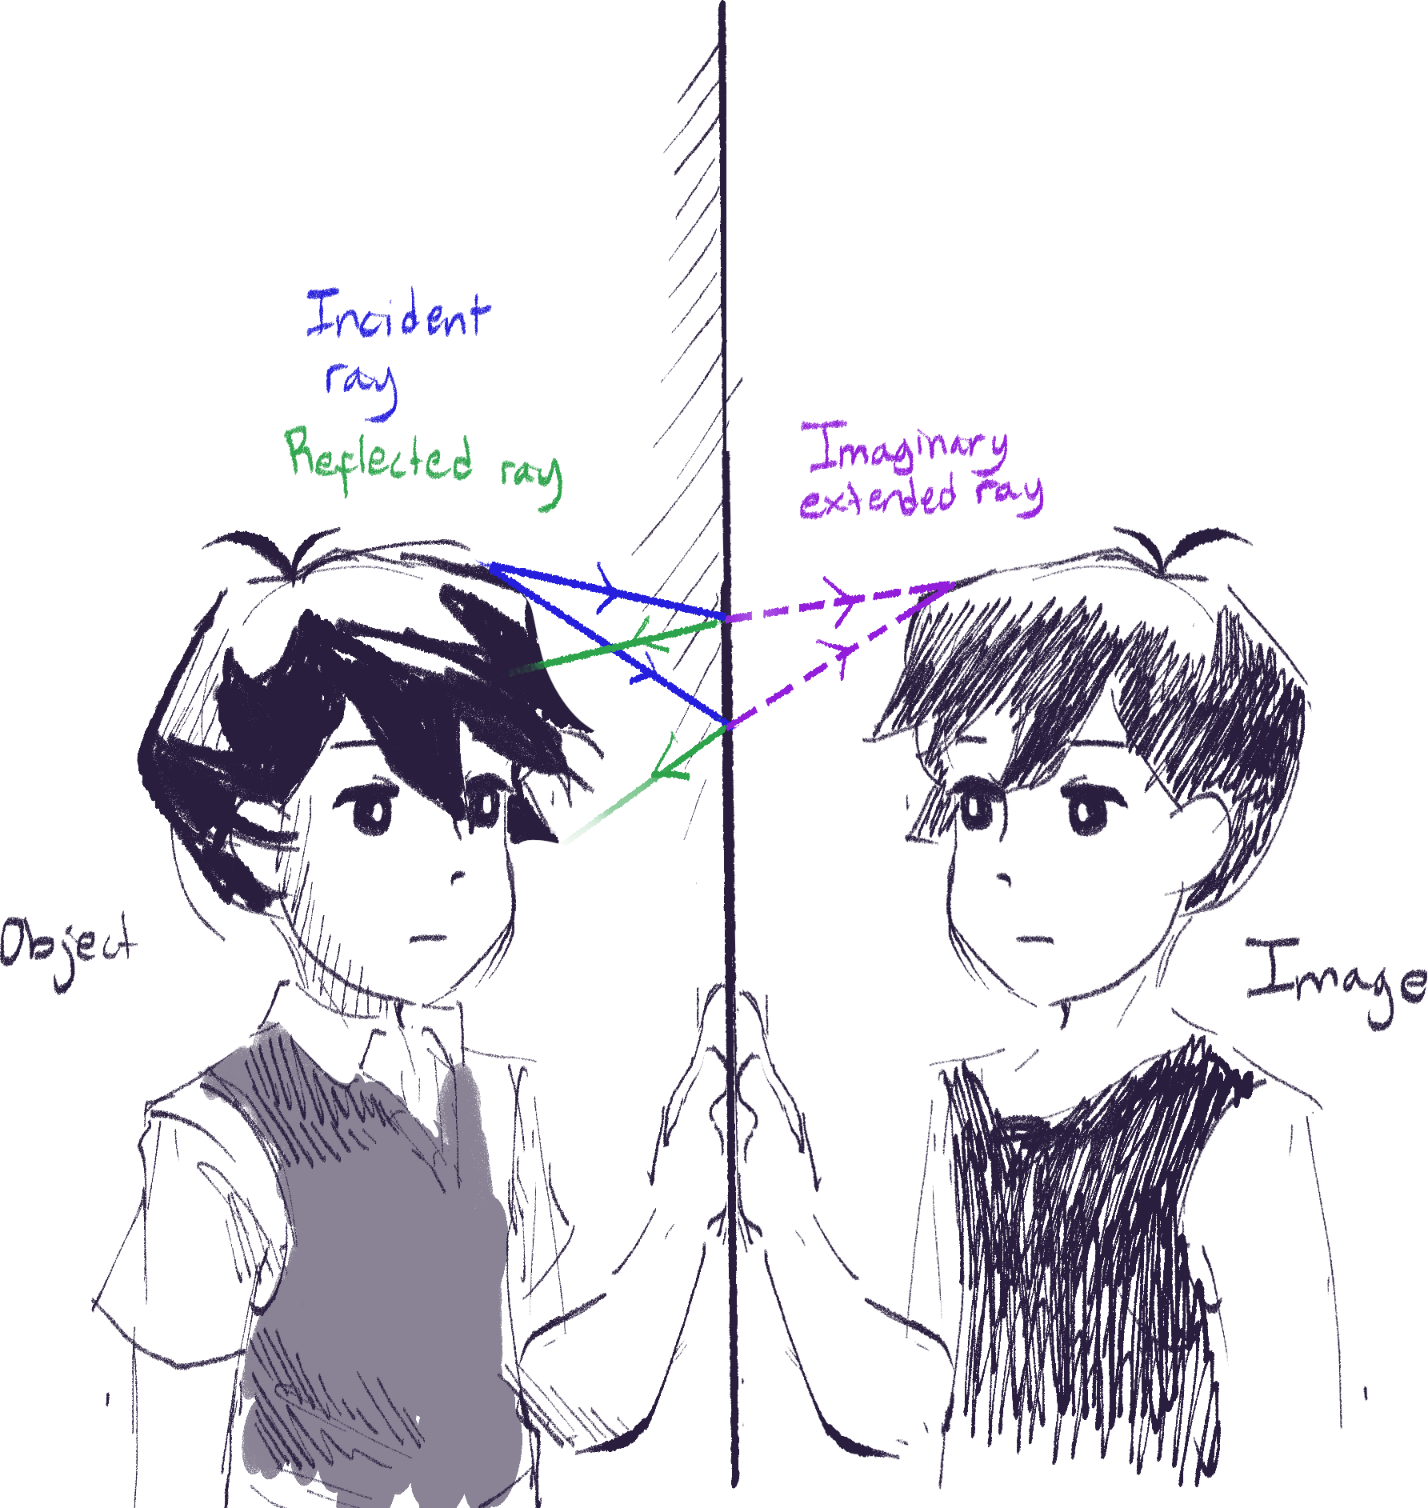 Incident
ray
Reflected ray
Imaginary
extended ray
Object
Image